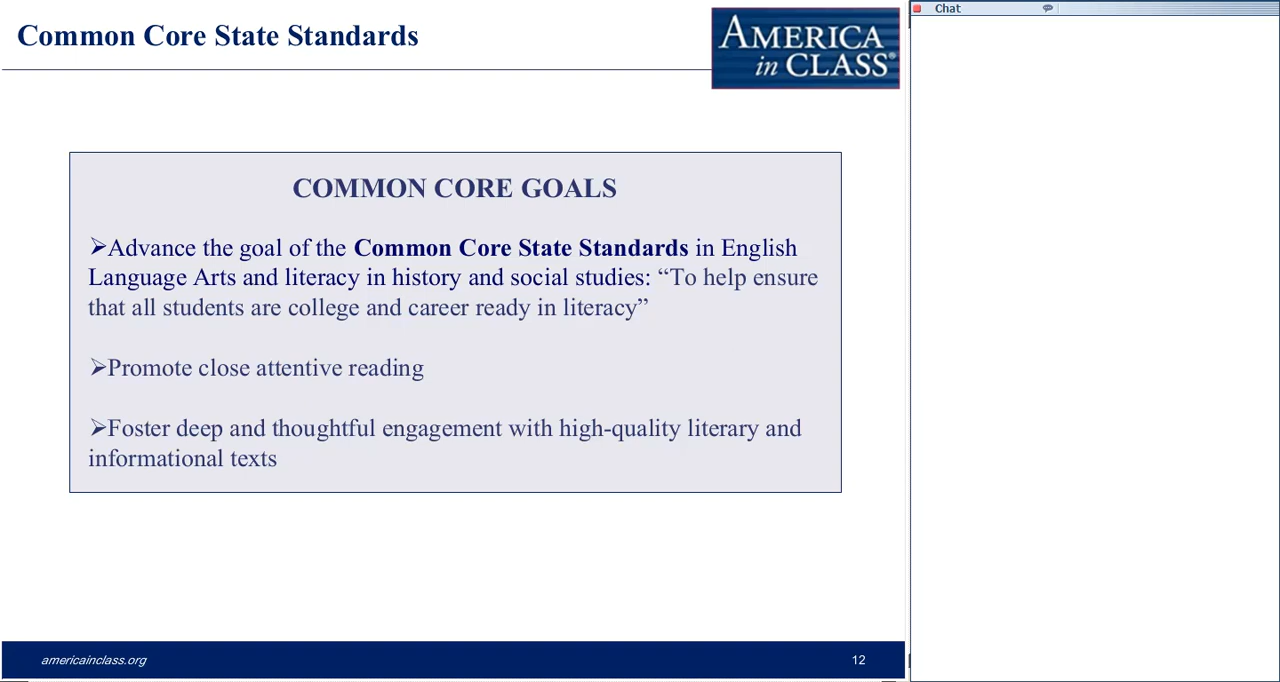 Common Core State Standards
AMERICA
in CLASS®
Chat
COMMON CORE GOALS
➢Advance the goal of the Common Core State Standards in English
Language Arts and literacy in history and social studies: “To help ensure
that all students are college and career ready in literacy”
➢Promote close attentive reading
➢Foster deep and thoughtful engagement with high-quality literary and
informational texts
americainclass.org
12